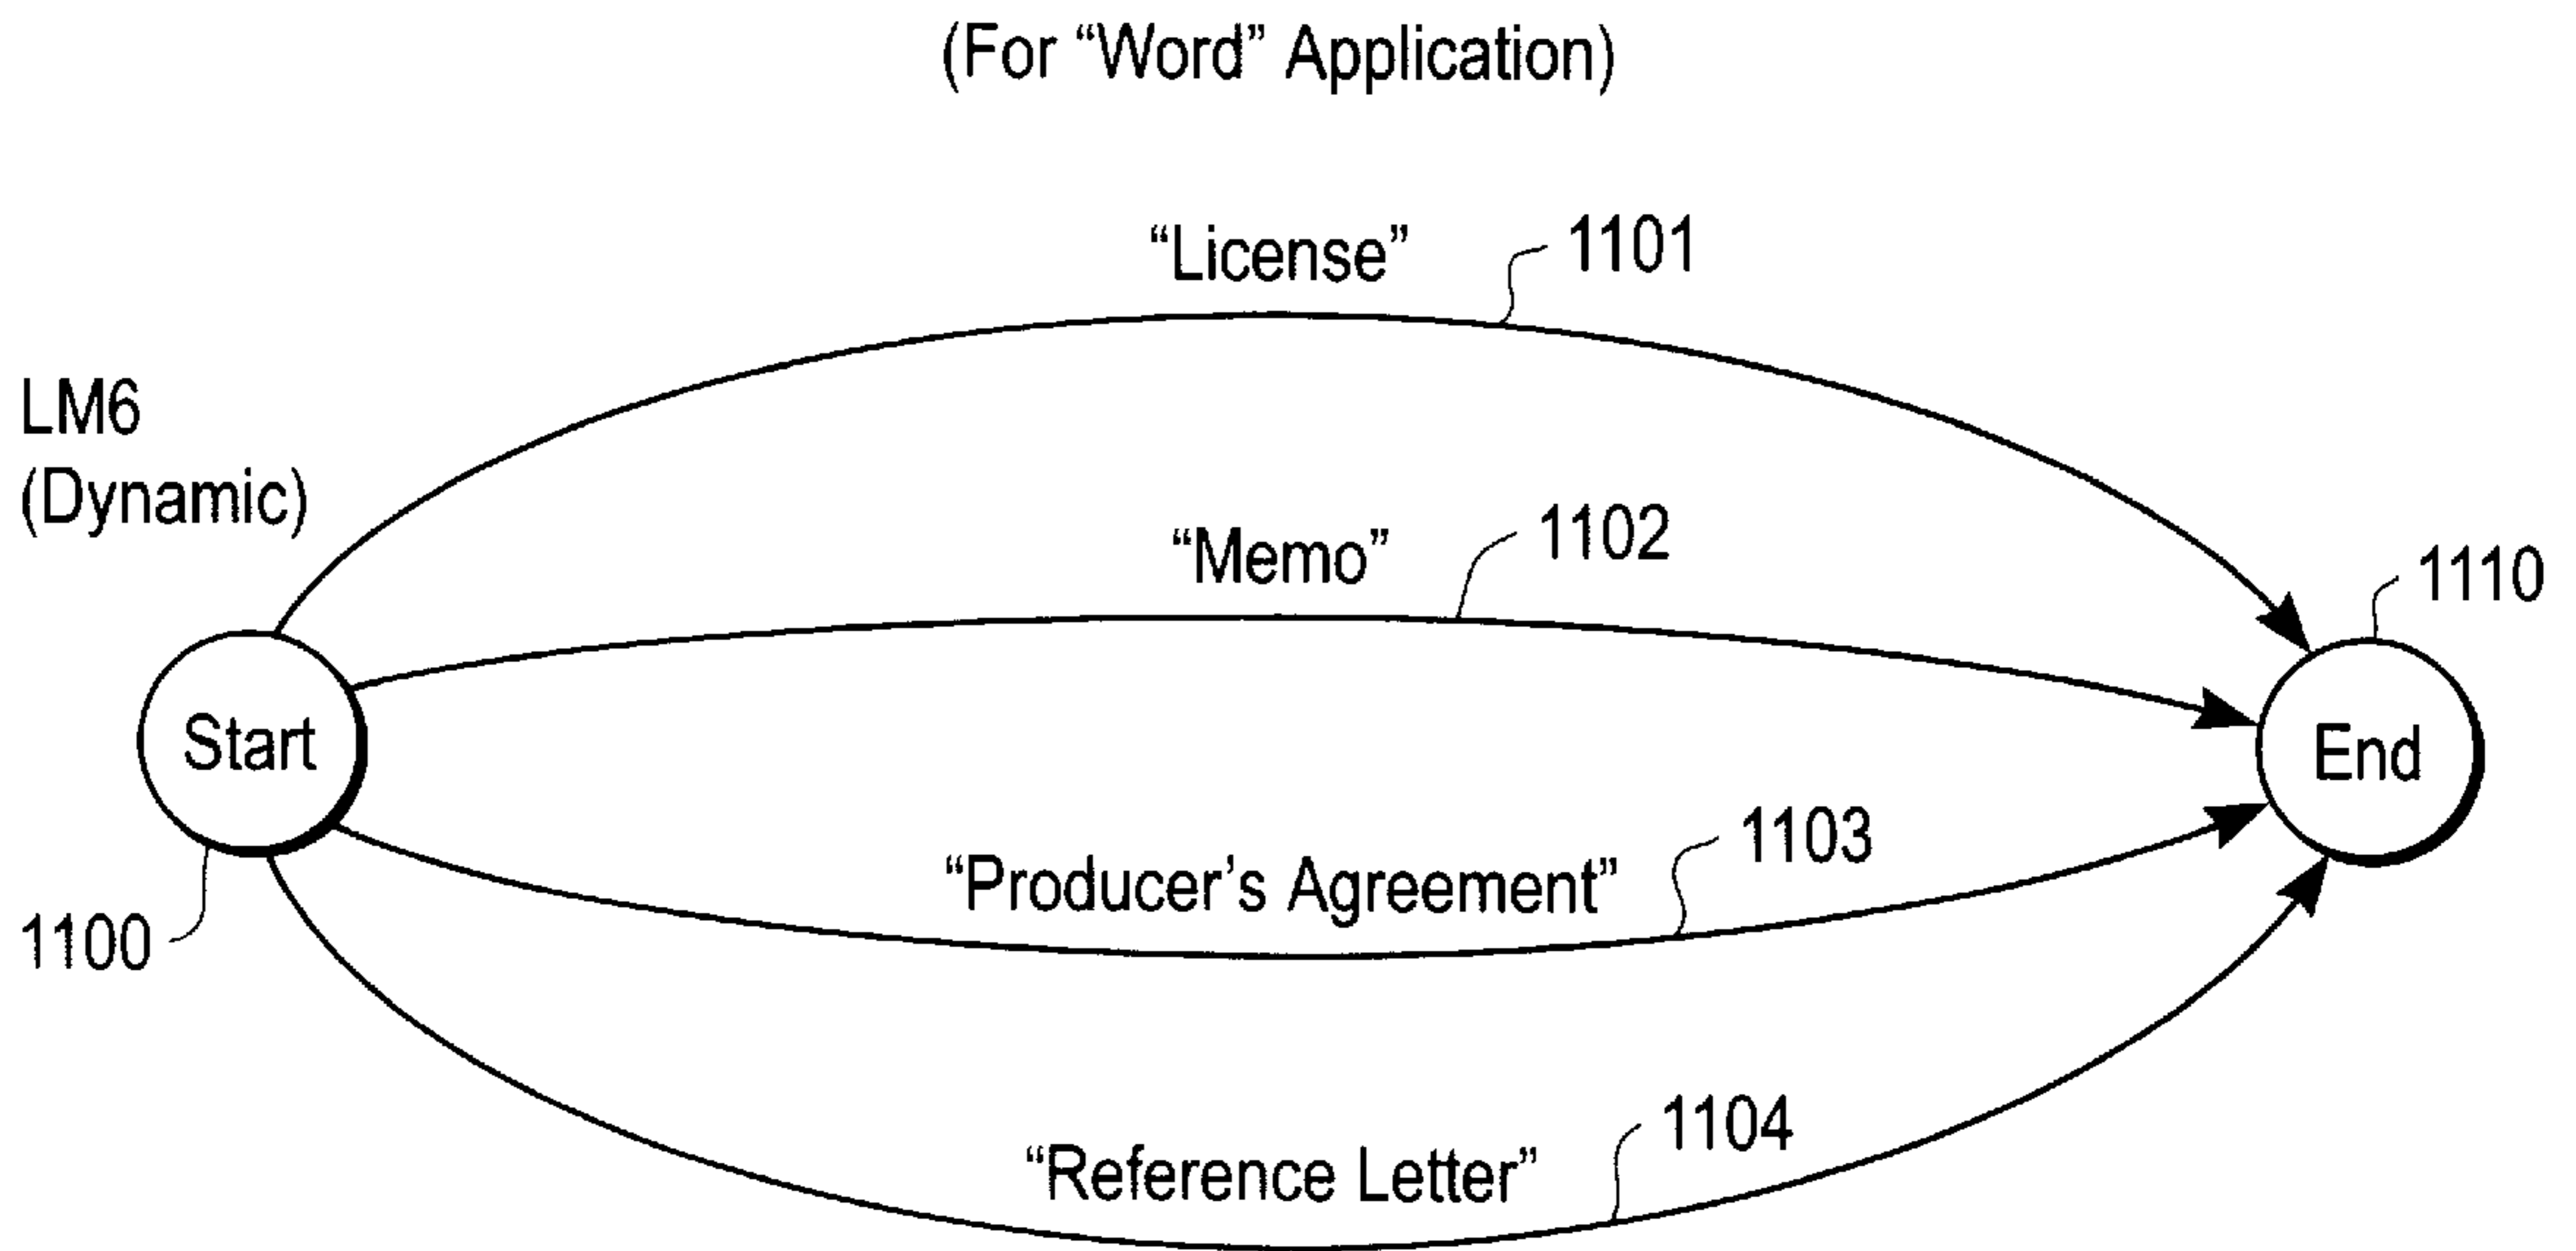 (For “Word” Application)
“License”
1101
LM6
(Dynamic)
“Memo”
1102
1110
Start
End
“Producer’s Agreement”
1103
1100
“Reference Letter”
1104